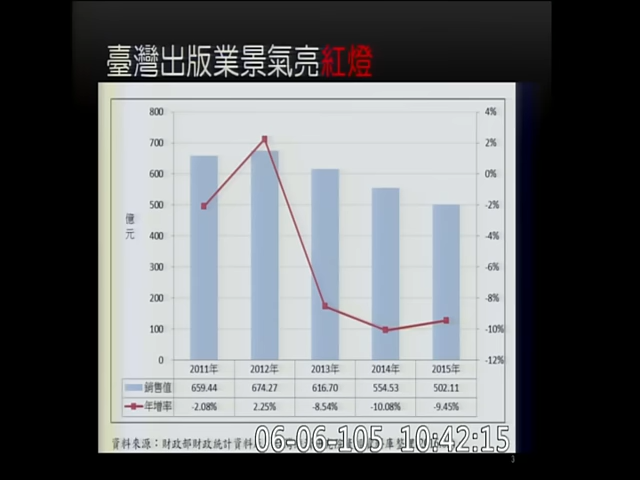 臺灣出版業景氣亮紅燈
800 4%
700 2%
600 0%
500 -2%
億元
400 -4%
300 -6%
200 -8%
100 -10%
0 -12%
2011年 2012年 2013年 2014年 2015年
銷售值 659.44 674.27 616.70 554.53 502.11
年增率 -2.08% 2.25% -8.54% -10.08% -9.45%
資料來源：財政部財政統計資料
06-06-105 10:42:15
3